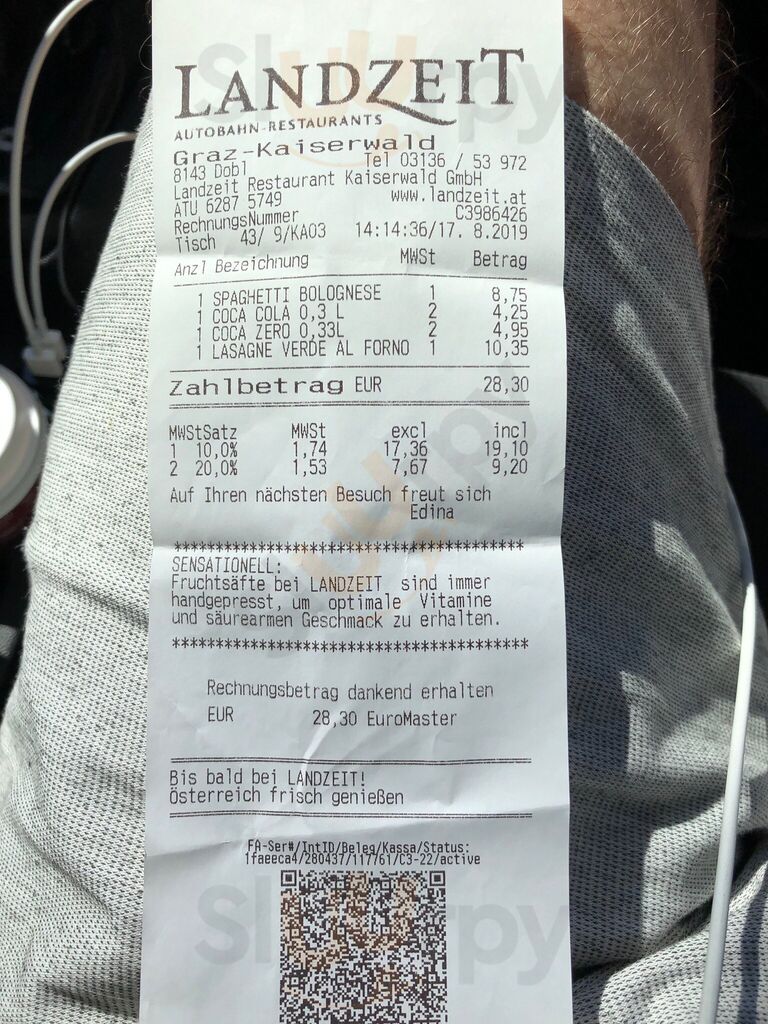 LANDZEIT
AUTOBAHN-RESTAURANTS
Graz-Kaiserwald
8143 Dobl Tel 03136 / 53 972
Landzeit Restaurant Kaiserwald GmbH
ATU 6287 5749 www.landzeit.at
RechnungsNummer C3986426
Tisch 43/ 9/KA03 14:14:36/17. 8.2019
Anzl Bezeichnung MWSt Betrag
1 SPAGHETTI BOLOGNESE 1 8,75
1 COCA COLA 0,3 L 2 4,25
1 COCA ZERO 0,33L 2 4,95
1 LASAGNE VERDE AL FORNO 1 10,35
Zahlbetrag EUR 28,30
MWStSatz MWSt excl incl
1 10,0% 1,74 17,36 19,10
2 20,0% 1,53 7,67 9,20
Auf Ihren nächsten Besuch freut sich
Edina
************************************
SENSATIONELL:
Fruchtsäfte bei LANDZEIT sind immer
handgepresst, um optimale Vitamine
und säurearmen Geschmack zu erhalten.
************************************
Rechnungsbetrag dankend erhalten
EUR 28,30 EuroMaster
Bis bald bei LANDZEIT!
Österreich frisch genießen
FA-Ser#/IntID/Beleg/Kassa/Status:
1faeeca4/280437/117761/C3-22/active
Slurpy